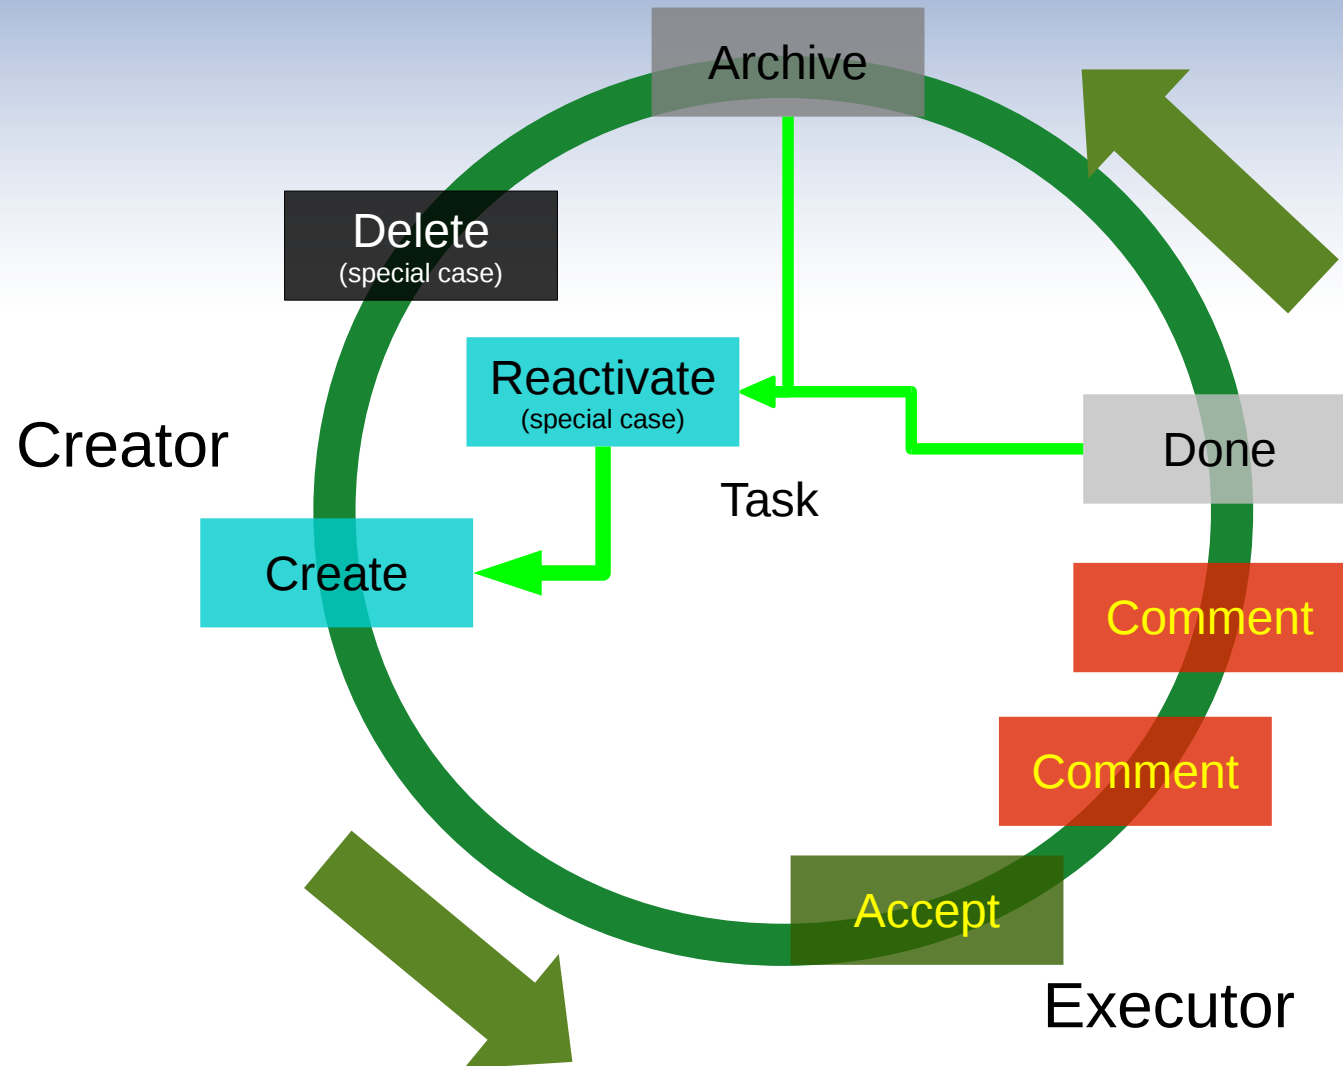 Archive
Delete
(special case)
Reactivate
(special case)
Creator
Done
Task
Create
Comment
Comment
Accept
Executor